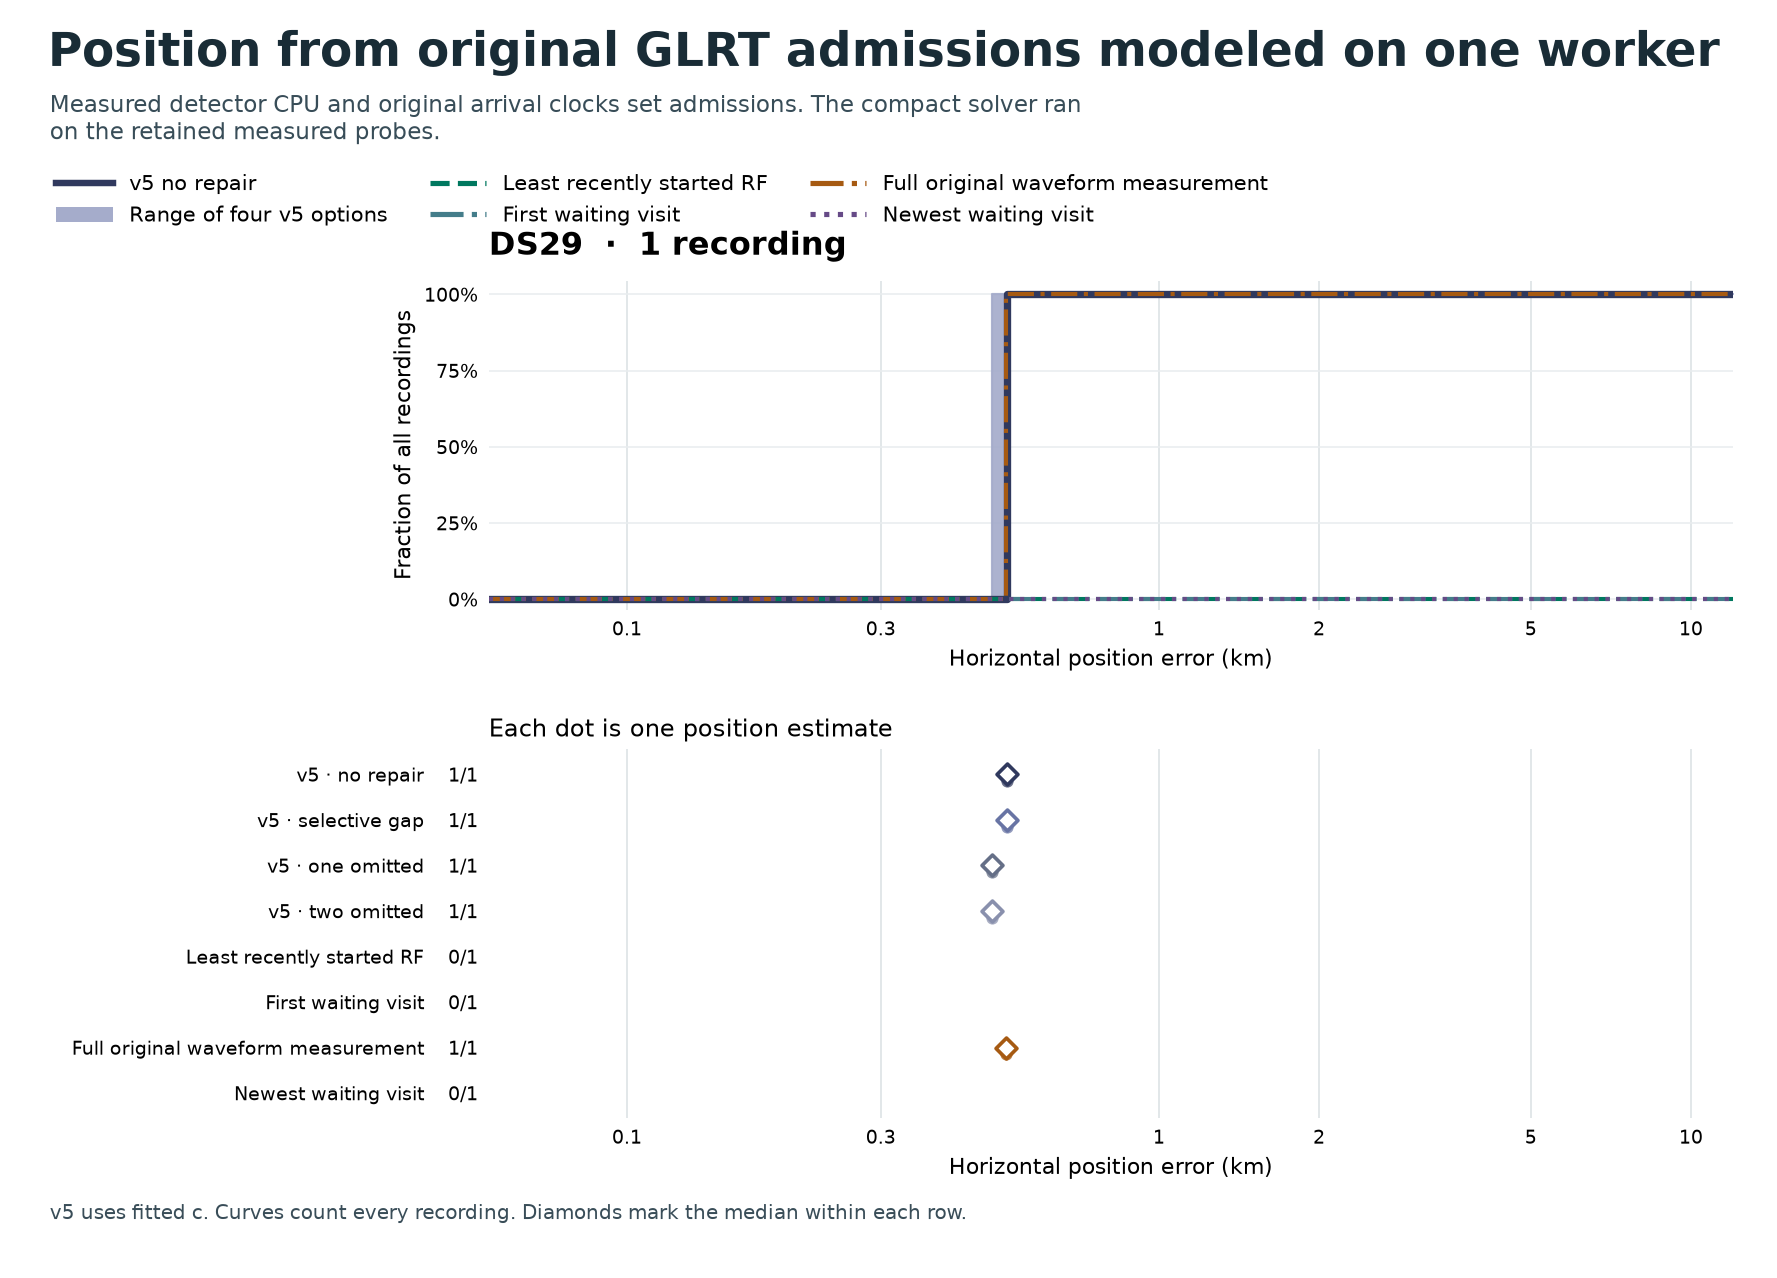 Position from original GLRT admissions modeled on one worker
Measured detector CPU and original arrival clocks set admissions. The compact solver ran
on the retained measured probes.
v5 no repair
Least recently started RF
Full original waveform measurement
Range of four v5 options
First waiting visit
Newest waiting visit
DS29 · 1 recording
100%
75%
50%
25%
0%
Fraction of all recordings
0.1 0.3 1 2 5 10
Horizontal position error (km)
Each dot is one position estimate
v5 · no repair 1/1
v5 · selective gap 1/1
v5 · one omitted 1/1
v5 · two omitted 1/1
Least recently started RF 0/1
First waiting visit 0/1
Full original waveform measurement 1/1
Newest waiting visit 0/1
0.1 0.3 1 2 5 10
Horizontal position error (km)
v5 uses fitted c. Curves count every recording. Diamonds mark the median within each row.